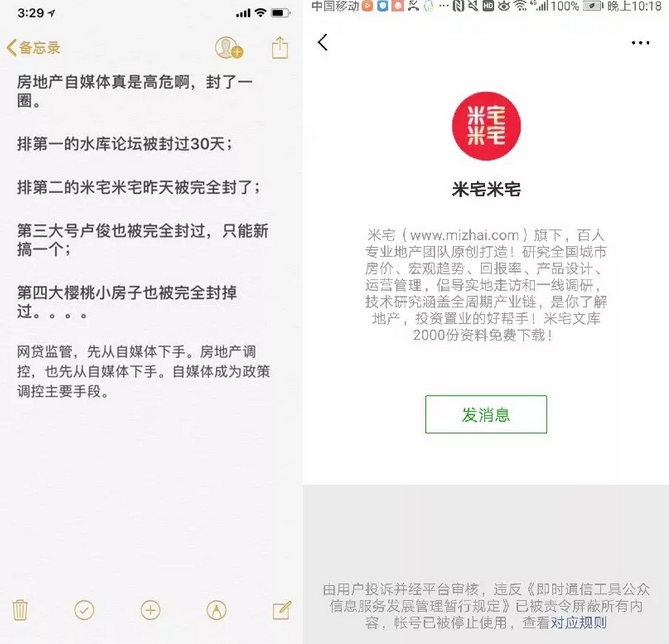 3:29
备忘录
房地产自媒体真是高危啊，封了一
圈。
排第一的水库论坛被封过30天；
排第二的米宅米宅昨天被完全封了；
第三大号卢俊也被完全封过，只能新
搞一个；
第四大樱桃小房子也被完全封掉
过。。。。
网贷监管，先从自媒体下手。房地产调
控，也先从自媒体下手。自媒体成为政策
调控主要手段。
中国移动 ... HD 4G 100% 晚上10:18
米宅
米宅
米宅米宅
米宅（www.mizhai.com）旗下，百人
专业地产团队原创打造！研究全国城市
房价、宏观趋势、回报率、产品设计、
运营管理，倡导实地走访和一线调研，
技术研究涵盖全周期产业链，是你了解
地产，投资置业的好帮手！米宅文库
2000份资料免费下载！
发消息
由用户投诉并经平台审核，违反《即时通信工具公众
信息服务发展管理暂行规定》已被责令屏蔽所有内
容，帐号已被停止使用，查看对应规则